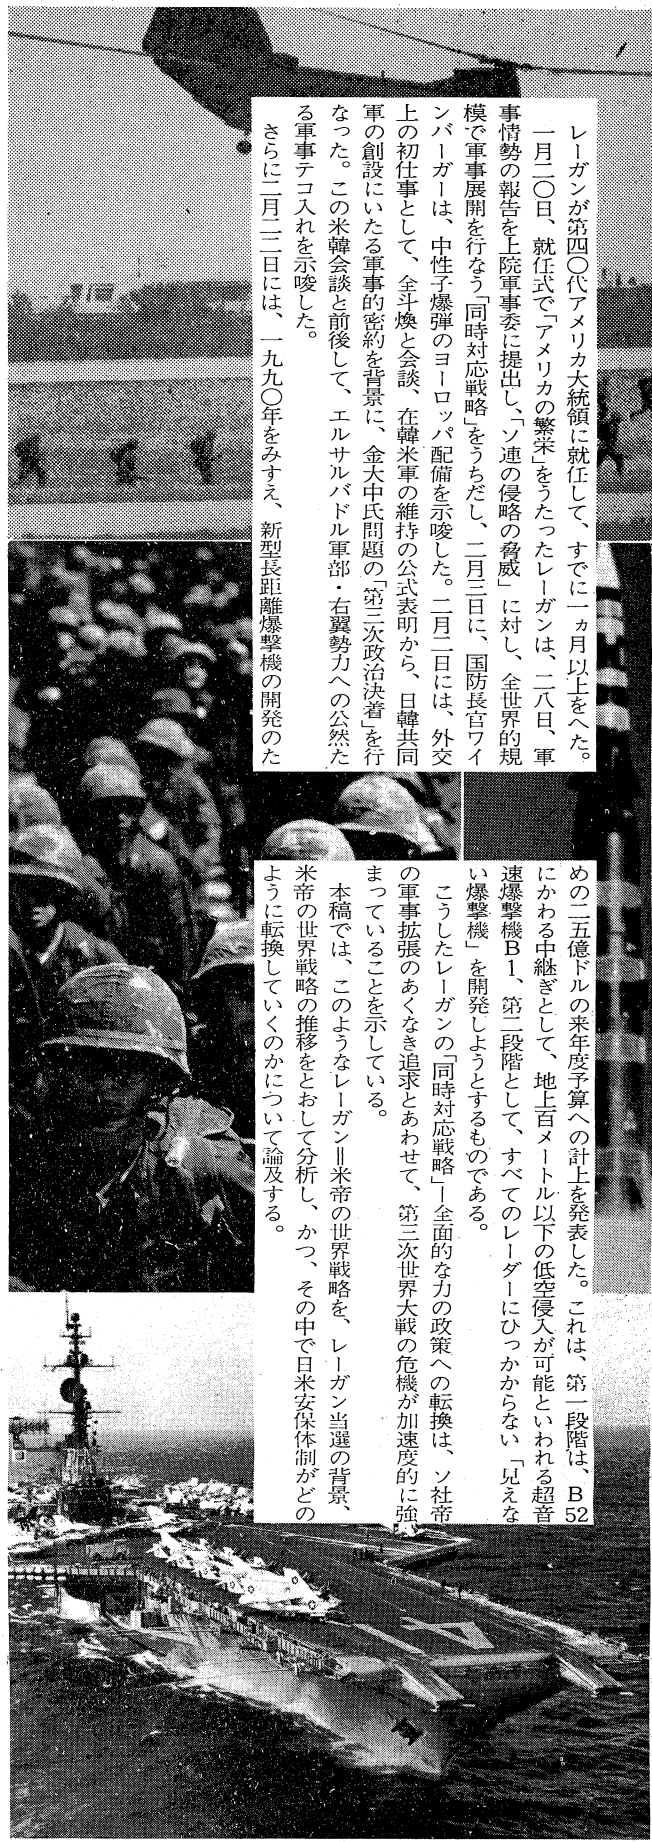 レーガンが第四〇代アメリカ大統領に就任して、すでに一ヵ月以上をへた。
一月二〇日、就任式で「アメリカの繁栄」をうたったレーガンは、二八日、軍
事情勢の報告を上院軍事委に提出し、「ソ連の侵略の脅威」に対し、全世界的規
模で軍事展開を行なう「同時対応戦略」をうちだし、二月三日に、国防長官ワイ
ンバーガーは、中性子爆弾のヨーロッパ配備を示唆した。二月二日には、外交
上の初仕事として、全斗煥と会談、在韓米軍の維持の公式表明から、日韓共同
軍の創設にいたる軍事的密約を背景に、金大中氏問題の「第三次政治決着」を行
なった。この米韓会談と前後して、エルサルバドル軍部・右翼勢力への公然た
る軍事テコ入れを示唆した。
さらに二月二二日には、一九九〇年をみすえ、新型長距離爆撃機の開発のた
めの二五億ドルの来年度予算への計上を発表した。これは、第一段階は、B52
にかわる中継ぎとして、地上百メートル以下の低空侵入が可能といわれる超音
速爆撃機B1、第二段階として、すべてのレーダーにひっかからない「見えな
い爆撃機」を開発しようとするものである。
こうしたレーガンの「同時対応戦略」―全面的な力の政策への転換は、ソ社帝
の軍事拡張のあくなき追求とあわせて、第三次世界大戦の危機が加速度的に強
まっていることを示している。
本稿では、このようなレーガン＝米帝の世界戦略を、レーガン当選の背景、
米帝の世界戦略の推移をとおして分析し、かつ、その中で日米安保体制がどの
ように転換していくのかについて論及する。
41